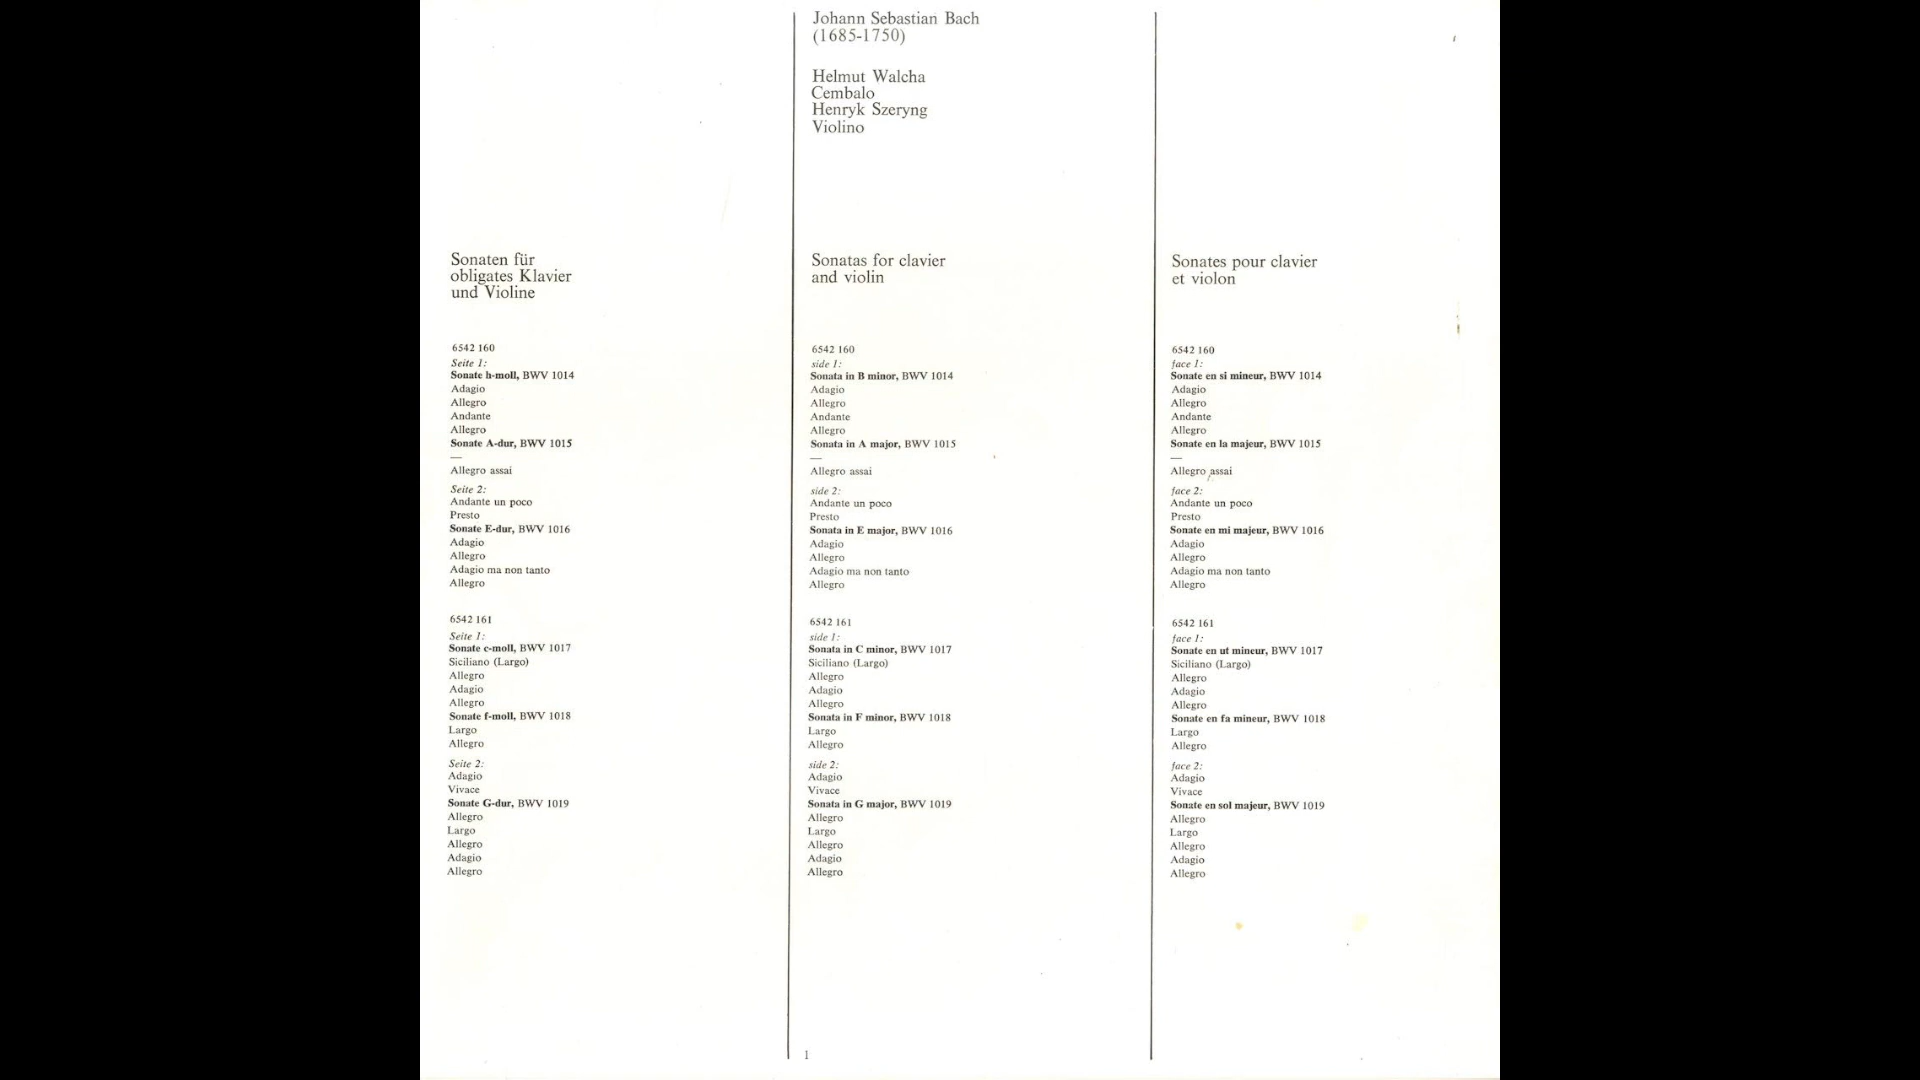 Johann Sebastian Bach
(1685-1750)
Helmut Walcha
Cembalo
Henryk Szeryng
Violino
Sonaten für
obligates Klavier
und Violine
6542 160
Seite 1:
Sonate h-moll, BWV 1014
Adagio
Allegro
Andante
Allegro
Sonate A-dur, BWV 1015
—
Allegro assai
Seite 2:
Andante un poco
Presto
Sonate E-dur, BWV 1016
Adagio
Allegro
Adagio ma non tanto
Allegro
6542 161
Seite 1:
Sonate c-moll, BWV 1017
Siciliano (Largo)
Allegro
Adagio
Allegro
Sonate f-moll, BWV 1018
Largo
Allegro
Seite 2:
Adagio
Vivace
Sonate G-dur, BWV 1019
Allegro
Largo
Allegro
Adagio
Allegro
Sonatas for clavier
and violin
6542 160
side 1:
Sonata in B minor, BWV 1014
Adagio
Allegro
Andante
Allegro
Sonata in A major, BWV 1015
—
Allegro assai
side 2:
Andante un poco
Presto
Sonata in E major, BWV 1016
Adagio
Allegro
Adagio ma non tanto
Allegro
6542 161
side 1:
Sonata in C minor, BWV 1017
Siciliano (Largo)
Allegro
Adagio
Allegro
Sonata in F minor, BWV 1018
Largo
Allegro
side 2:
Adagio
Vivace
Sonata in G major, BWV 1019
Allegro
Largo
Allegro
Adagio
Allegro
Sonates pour clavier
et violon
6542 160
face 1:
Sonate en si mineur, BWV 1014
Adagio
Allegro
Andante
Allegro
Sonate en la majeur, BWV 1015
—
Allegro assai
face 2:
Andante un poco
Presto
Sonate en mi majeur, BWV 1016
Adagio
Allegro
Adagio ma non tanto
Allegro
6542 161
face 1:
Sonate en ut mineur, BWV 1017
Siciliano (Largo)
Allegro
Adagio
Allegro
Sonate en fa mineur, BWV 1018
Largo
Allegro
face 2:
Adagio
Vivace
Sonate en sol majeur, BWV 1019
Allegro
Largo
Allegro
Adagio
Allegro
1